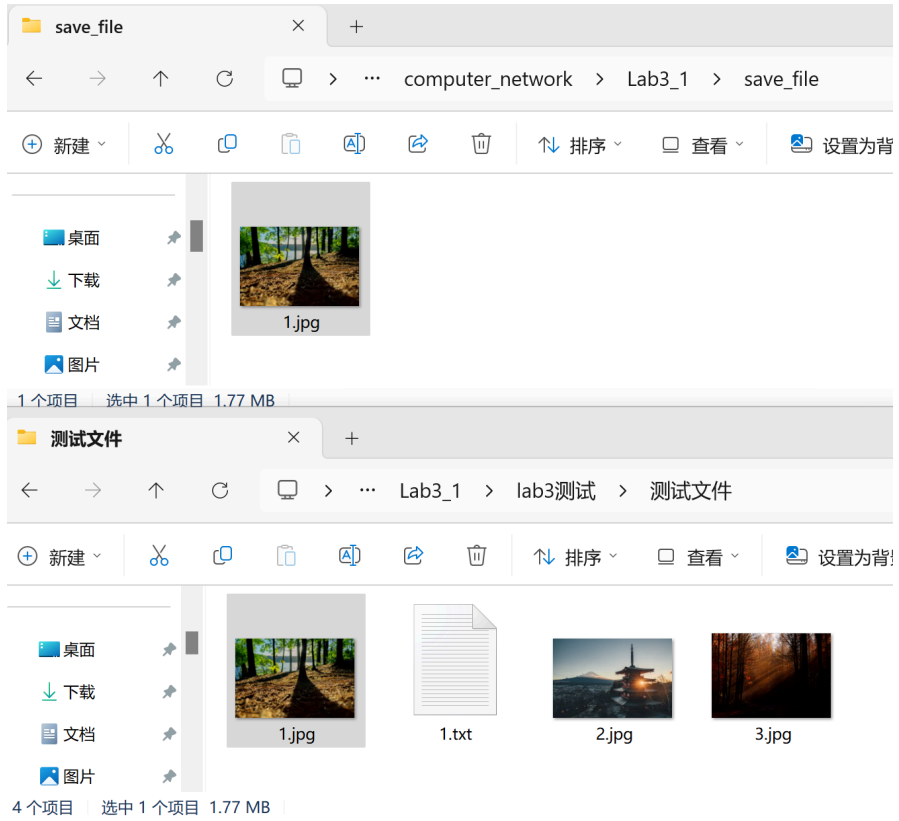 save_file
computer_network > Lab3_1 > save_file
新建 排序 查看 设置为背
桌面
下载
文档
图片
1.jpg
1 个项目 选中 1 个项目 1.77 MB
测试文件
Lab3_1 > lab3测试 > 测试文件
新建 排序 查看 设置为背
桌面
下载
文档
图片
1.jpg 1.txt 2.jpg 3.jpg
4 个项目 选中 1 个项目 1.77 MB